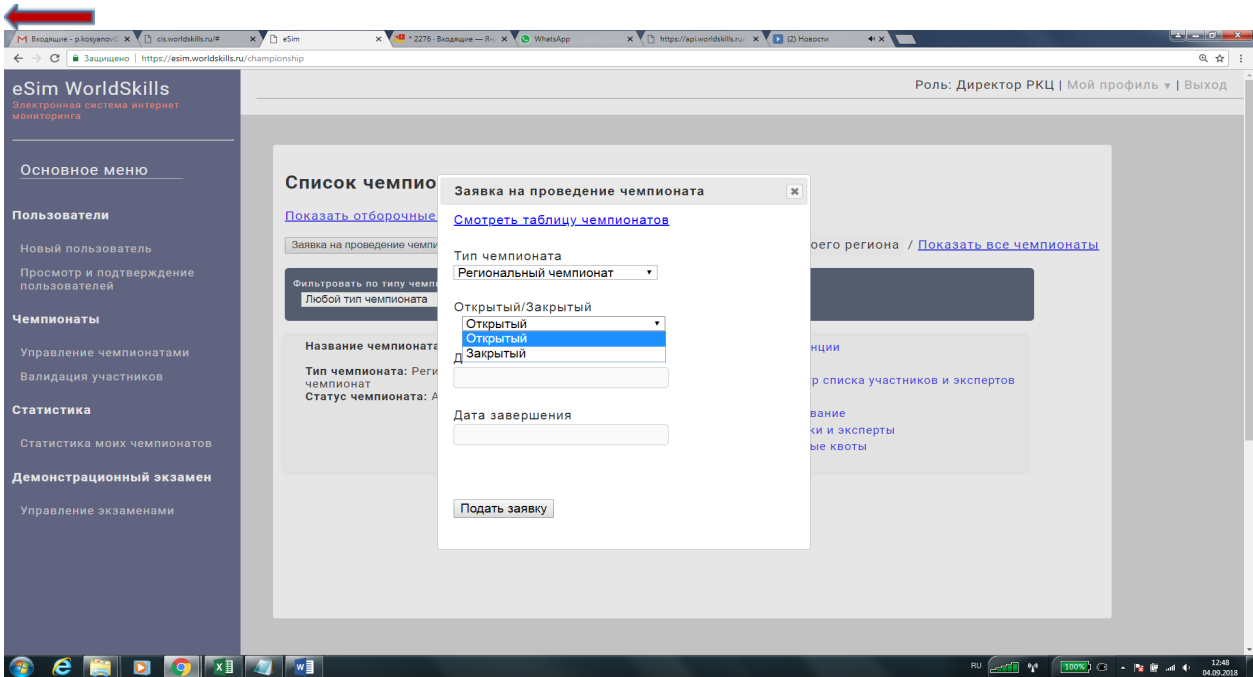 Входящие - p.kosyanov@
cis.worldskills.ru/#
eSim
* 2276 · Входящие — Ян
WhatsApp
https://api.worldskills.ru/
(2) Новости
Защищено | https://esim.worldskills.ru/championship
eSim WorldSkills
Электронная система интернет
мониторинга
Роль: Директор РКЦ | Мой профиль ▾ | Выход
Основное меню
Пользователи
Новый пользователь
Просмотр и подтверждение
пользователей
Чемпионаты
Управление чемпионатами
Валидация участников
Статистика
Статистика моих чемпионатов
Демонстрационный экзамен
Управление экзаменами
Список чемпио
Показать отборочные
Заявка на проведение чемпи
оего региона / Показать все чемпионаты
Фильтровать по типу чемпи
Любой тип чемпионата
Название чемпионата
Тип чемпионата: Реги
чемпионат
Статус чемпионата: А
нции
р списка участников и экспертов
вание
ки и эксперты
ые квоты
Заявка на проведение чемпионата
Смотреть таблицу чемпионатов
Тип чемпионата
Региональный чемпионат
Открытый/Закрытый
Открытый
Открытый
Закрытый
Д
Дата завершения
Подать заявку
RU
100%
12:48
04.09.2018